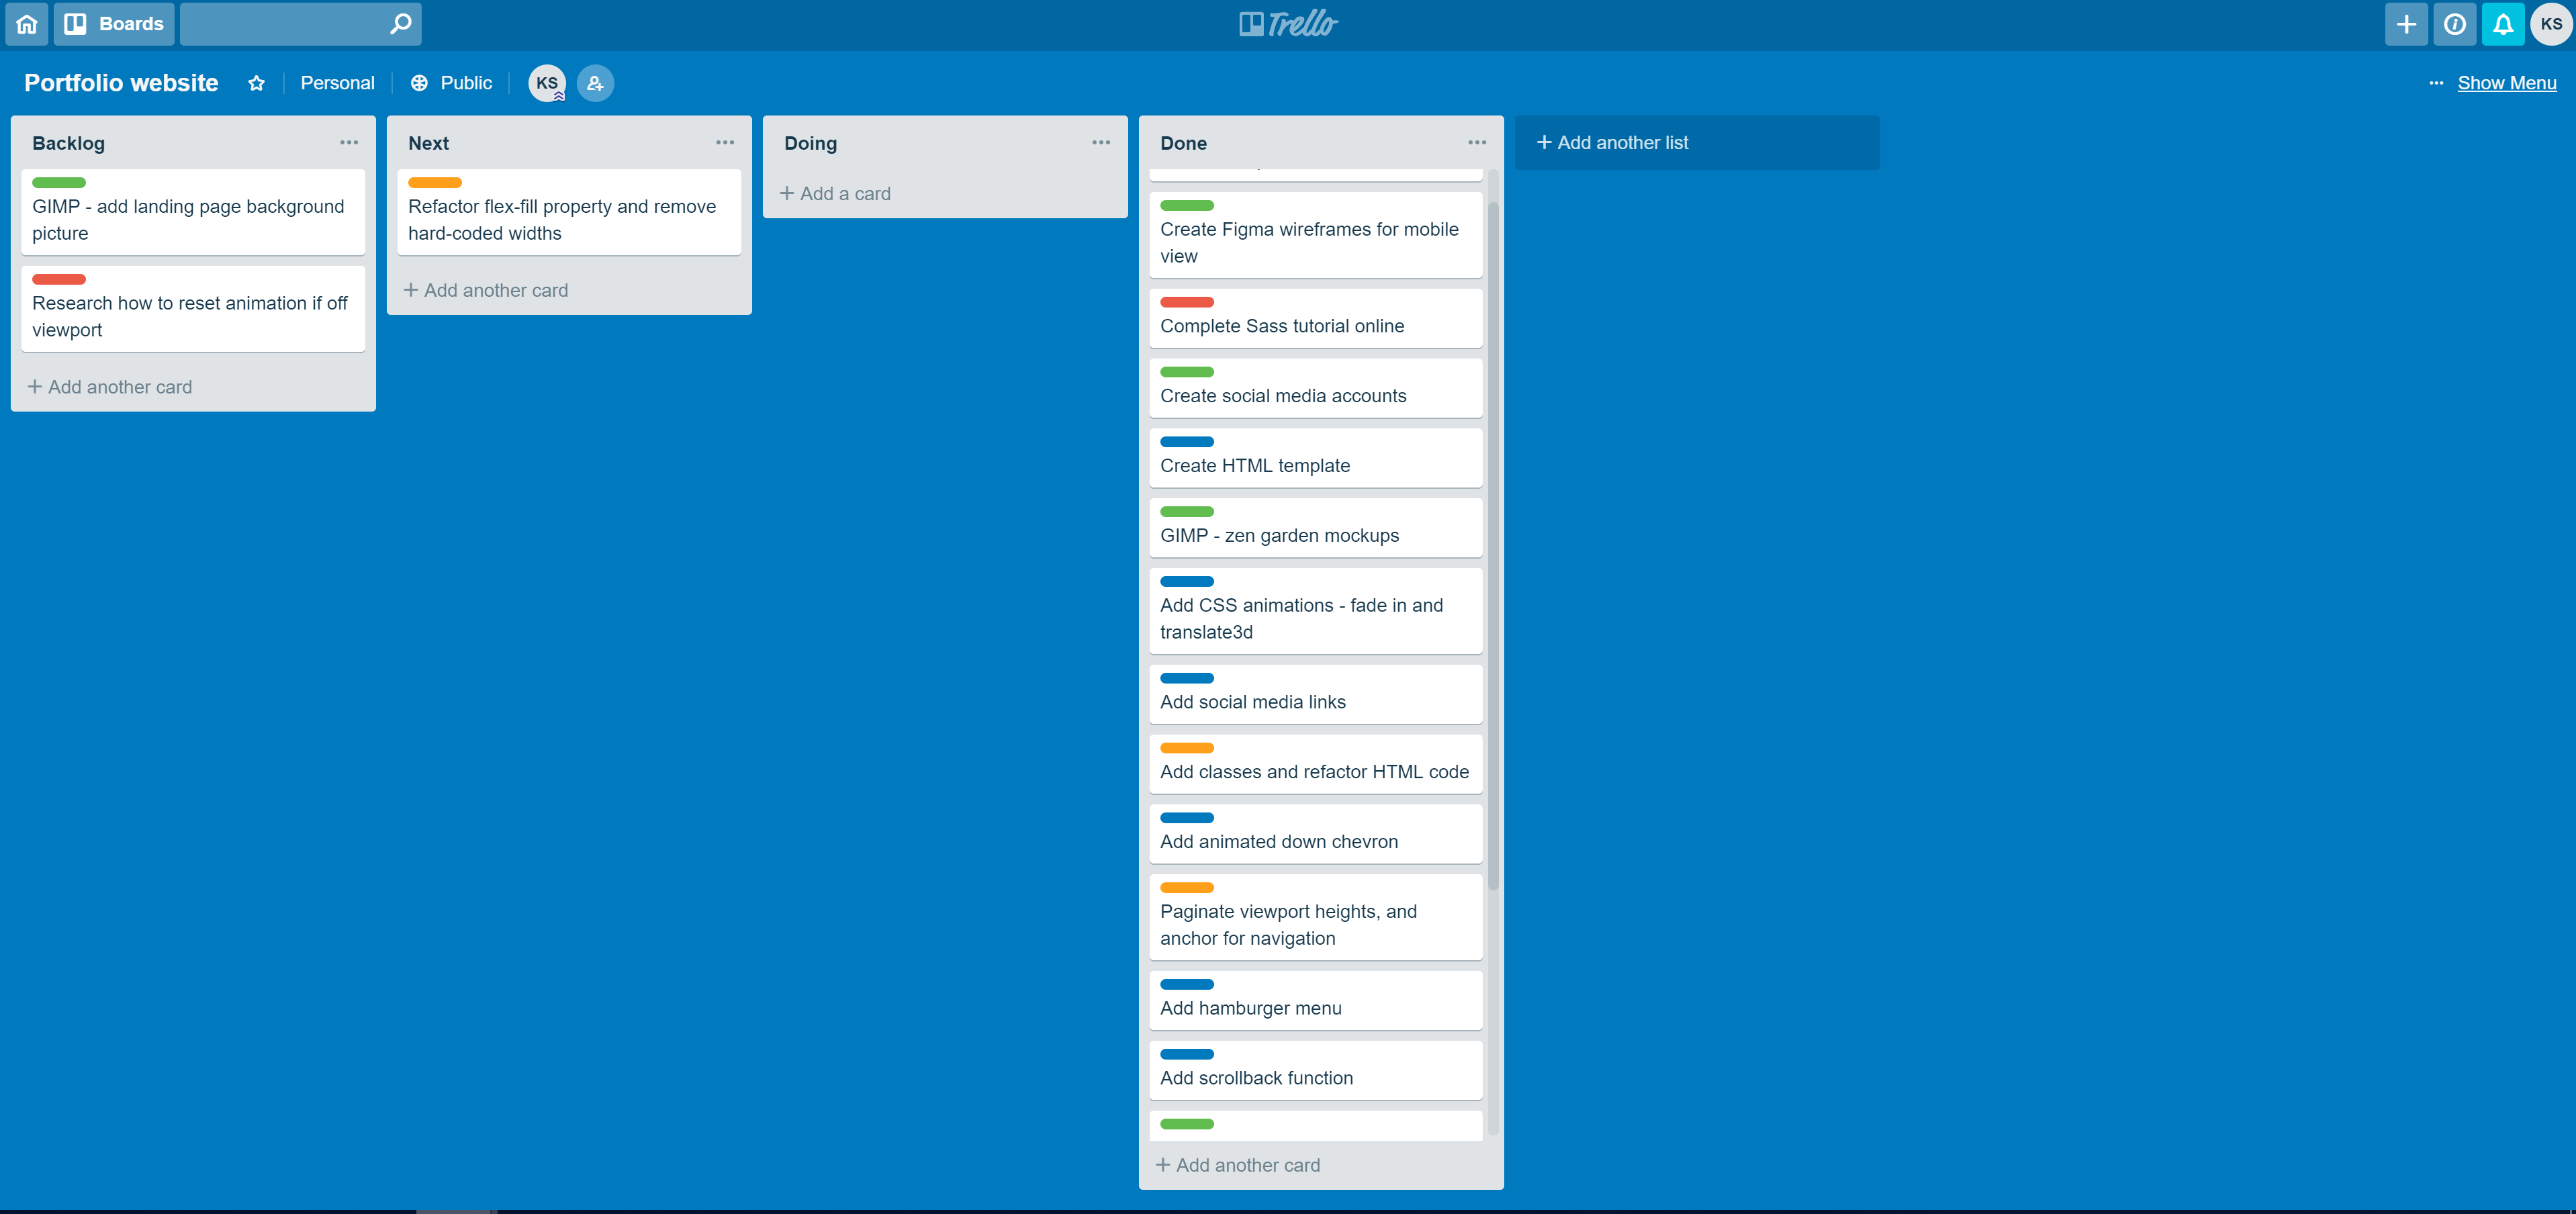 Boards
Trello
KS
Portfolio website
Personal
Public
KS
Show Menu
Backlog
GIMP - add landing page background
picture
Research how to reset animation if off
viewport
Add another card
Next
Refactor flex-fill property and remove
hard-coded widths
Add another card
Doing
Add a card
Done
Create Figma wireframes for mobile
view
Complete Sass tutorial online
Create social media accounts
Create HTML template
GIMP - zen garden mockups
Add CSS animations - fade in and
translate3d
Add social media links
Add classes and refactor HTML code
Add animated down chevron
Paginate viewport heights, and
anchor for navigation
Add hamburger menu
Add scrollback function
Add another card
Add another list